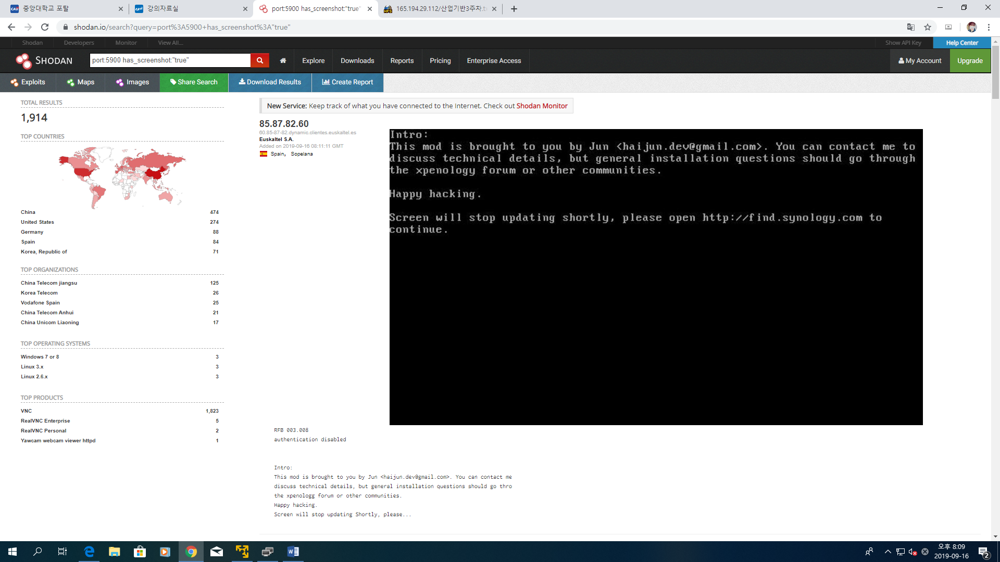 중앙대학교 포탈
강의자료실
port:5900 has_screenshot:"true"
165.194.29.112/산업기반3주차.t
shodan.io/search?query=port%3A5900+has_screenshot%3A"true"
Shodan
Developers
Monitor
View All...
Show API Key
Help Center
SHODAN
port:5900 has_screenshot:"true"
Explore
Downloads
Reports
Pricing
Enterprise Access
My Account
Upgrade
Exploits
Maps
Images
Share Search
Download Results
Create Report
TOTAL RESULTS
1,914
TOP COUNTRIES
China 474
United States 274
Germany 88
Spain 84
Korea, Republic of 71
TOP ORGANIZATIONS
China Telecom jiangsu 125
Korea Telecom 26
Vodafone Spain 25
China Telecom Anhui 21
China Unicom Liaoning 17
TOP OPERATING SYSTEMS
Windows 7 or 8 3
Linux 3.x 3
Linux 2.6.x 3
TOP PRODUCTS
VNC 1,823
RealVNC Enterprise 5
RealVNC Personal 2
Yawcam webcam viewer httpd 1
New Service: Keep track of what you have connected to the Internet. Check out Shodan Monitor
85.87.82.60
60.85-87-82.dynamic.clientes.euskaltel.es
Euskaltel S.A.
Added on 2019-09-16 08:11:11 GMT
Spain, Sopelana
Intro:
This mod is brought to you by Jun <haijun.dev@gmail.com>. You can contact me to
discuss technical details, but general installation questions should go through
the xpenology forum or other communities.
Happy hacking.
Screen will stop updating shortly, please open http://find.synology.com to
continue.
RFB 003.008
authentication disabled
Intro:
This mod is brought to you by Jun <haijun.dev@gmail.com>. You can contact me
discuss technical details, but general installation questions should go thro
the xpenologg forum or other communities.
Happy hacking.
Screen will stop updating Shortly, please...
오후 8:09
2019-09-16
2